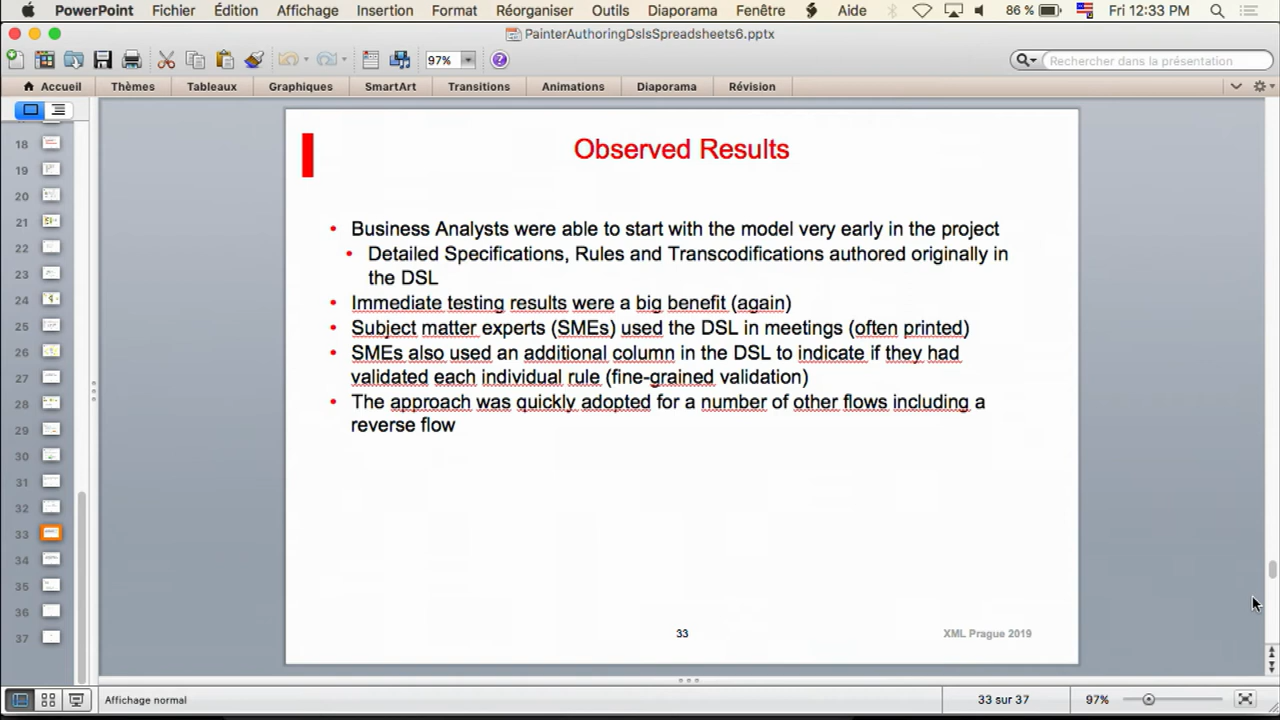 PowerPoint Fichier Édition Affichage Insertion Format Réorganiser Outils Diaporama Fenêtre Aide 86 % Fri 12:33 PM
PainterAuthoringDslsSpreadsheets6.pptx
97% Rechercher dans la présentation
Accueil Thèmes Tableaux Graphiques SmartArt Transitions Animations Diaporama Révision
18
19
20
21
22
23
24
25
26
27
28
29
30
31
32
33
34
35
36
37
Observed Results
• Business Analysts were able to start with the model very early in the project
• Detailed Specifications, Rules and Transcodifications authored originally in
the DSL
• Immediate testing results were a big benefit (again)
• Subject matter experts (SMEs) used the DSL in meetings (often printed)
• SMEs also used an additional column in the DSL to indicate if they had
validated each individual rule (fine-grained validation)
• The approach was quickly adopted for a number of other flows including a
reverse flow
33 XML Prague 2019
Affichage normal 33 sur 37 97%